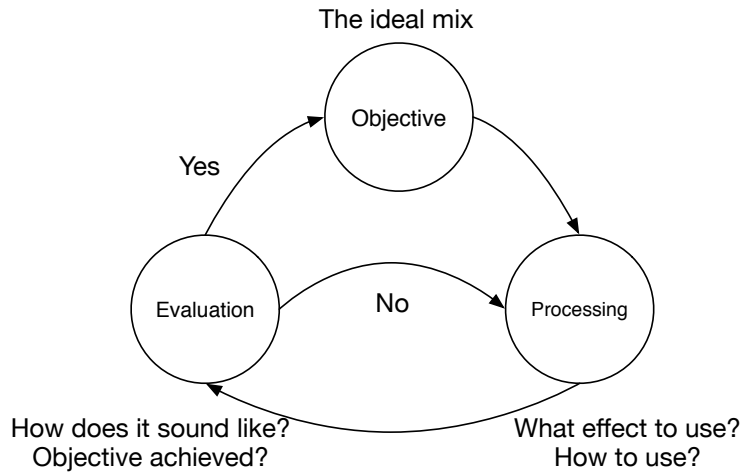 The ideal mix
Objective
Yes
Evaluation
No
Processing
How does it sound like?
Objective achieved?
What effect to use?
How to use?